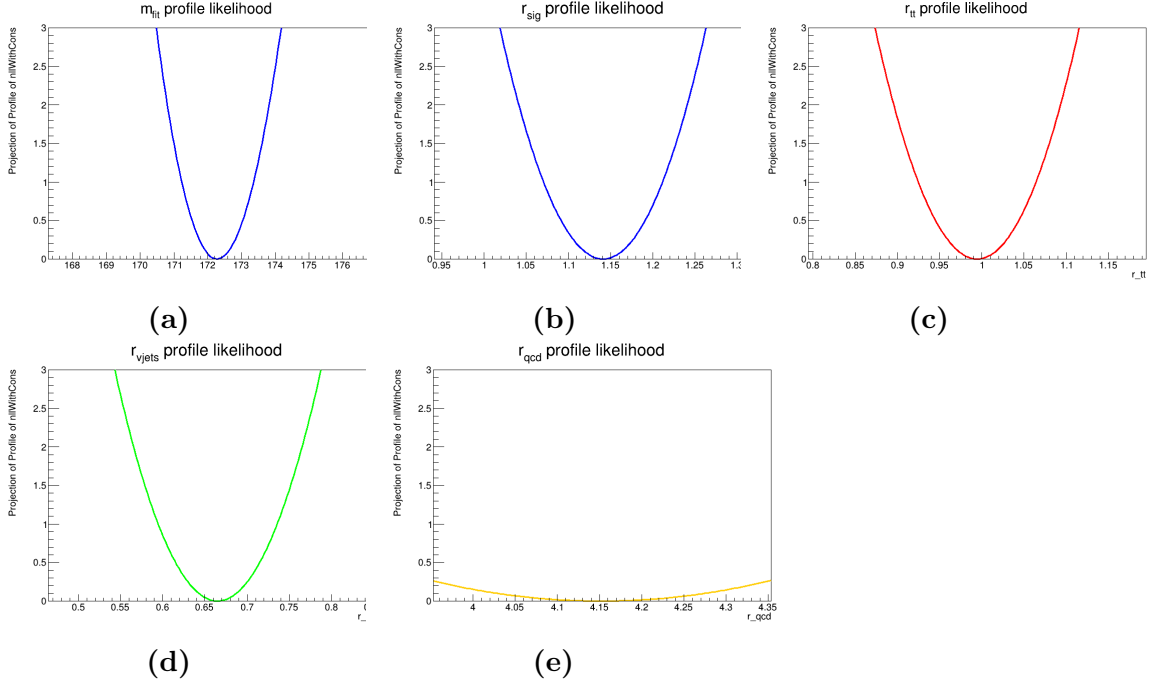 m_fit profile likelihood
Projection of Profile of nllWithCons
3
2.5
2
1.5
1
0.5
0
168 169 170 171 172 173 174 175 176
(a)
r_sig profile likelihood
Projection of Profile of nllWithCons
3
2.5
2
1.5
1
0.5
0
0.95 1 1.05 1.1 1.15 1.2 1.25 1.3
(b)
r_tt profile likelihood
Projection of Profile of nllWithCons
3
2.5
2
1.5
1
0.5
0
0.8 0.85 0.9 0.95 1 1.05 1.1 1.15
r_tt
(c)
r_vjets profile likelihood
Projection of Profile of nllWithCons
3
2.5
2
1.5
1
0.5
0
0.5 0.55 0.6 0.65 0.7 0.75 0.8
r_
(d)
r_qcd profile likelihood
Projection of Profile of nllWithCons
3
2.5
2
1.5
1
0.5
0
4 4.05 4.1 4.15 4.2 4.25 4.3 4.35
r_qcd
(e)